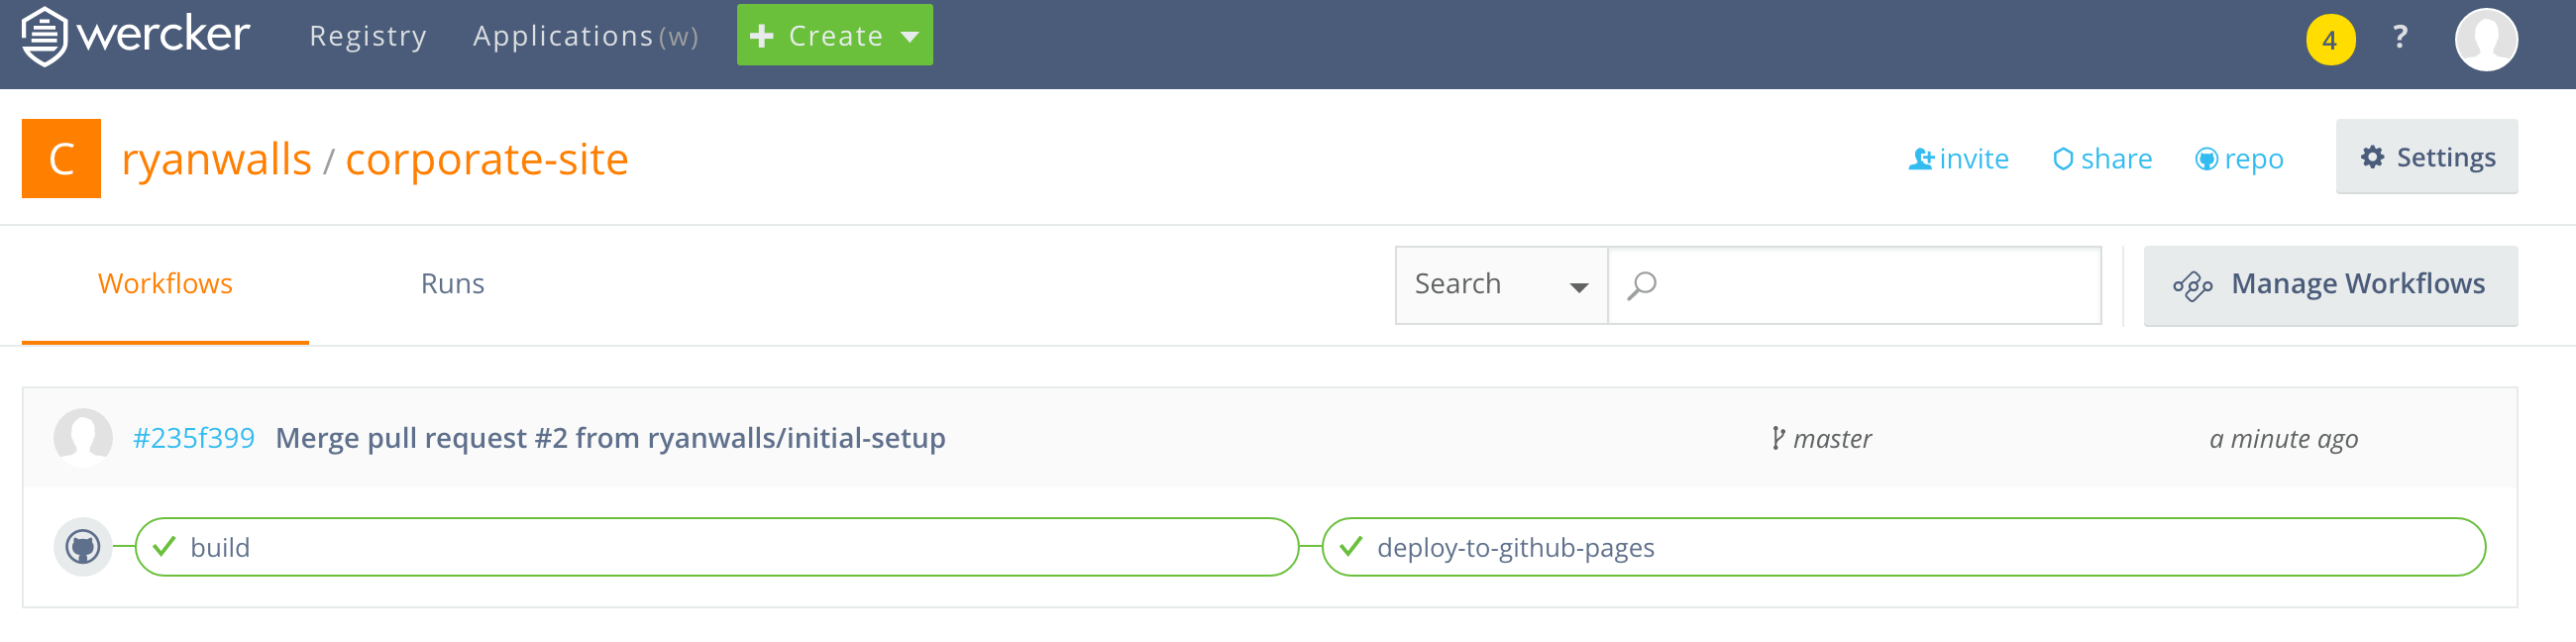 wercker Registry Applications (w) + Create 4 ?
C ryanwalls / corporate-site invite share repo Settings
Workflows Runs Search Manage Workflows
#235f399 Merge pull request #2 from ryanwalls/initial-setup master a minute ago
build deploy-to-github-pages